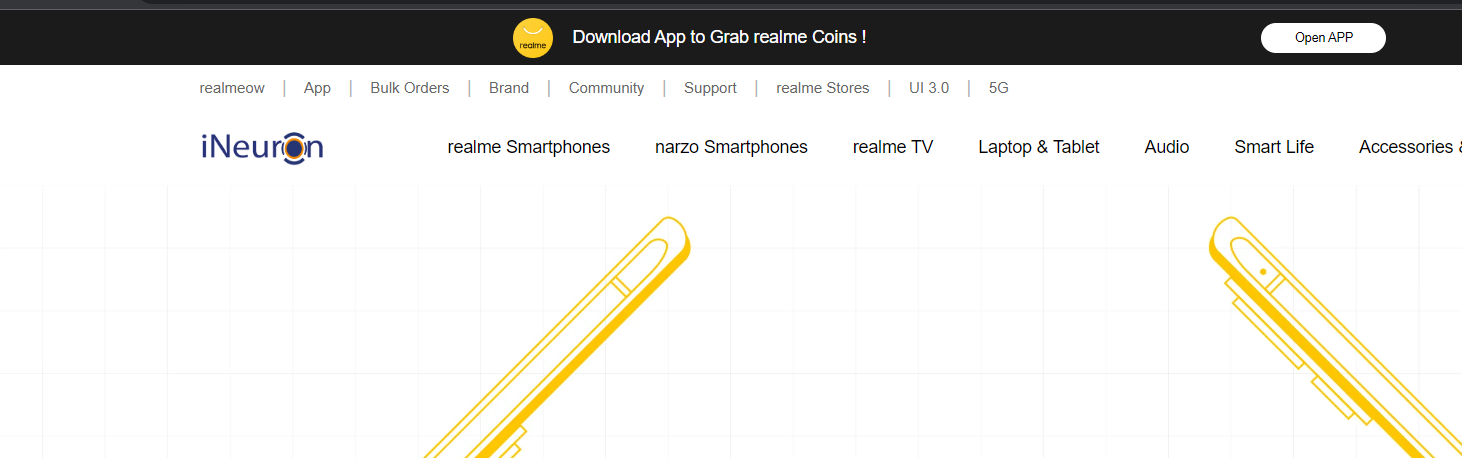 realme Download App to Grab realme Coins ! Open APP
realmeow | App | Bulk Orders | Brand | Community | Support | realme Stores | UI 3.0 | 5G
iNeuron realme Smartphones narzo Smartphones realme TV Laptop & Tablet Audio Smart Life Accessories &